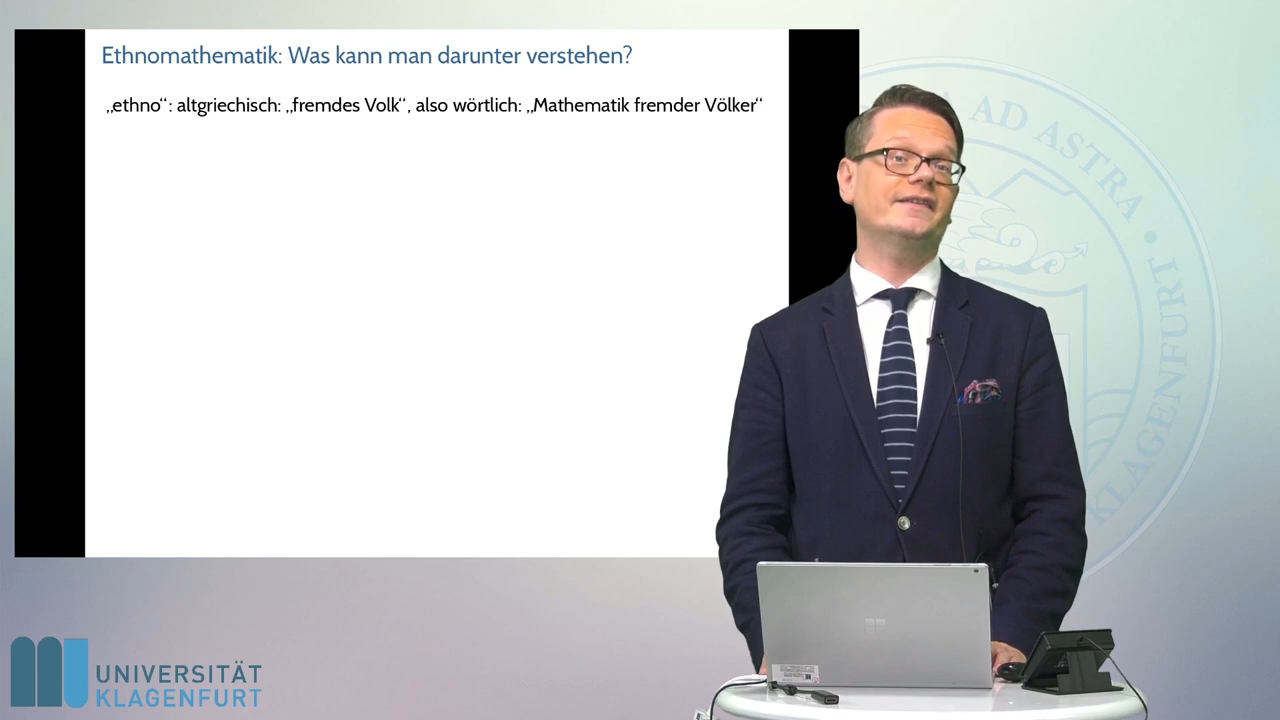 Ethnomathematik: Was kann man darunter verstehen?
„ethno“: altgriechisch: „fremdes Volk“, also wörtlich: „Mathematik fremder Völker“
AD ASTRA
KLAGENFURT
UNIVERSITÄT
KLAGENFURT